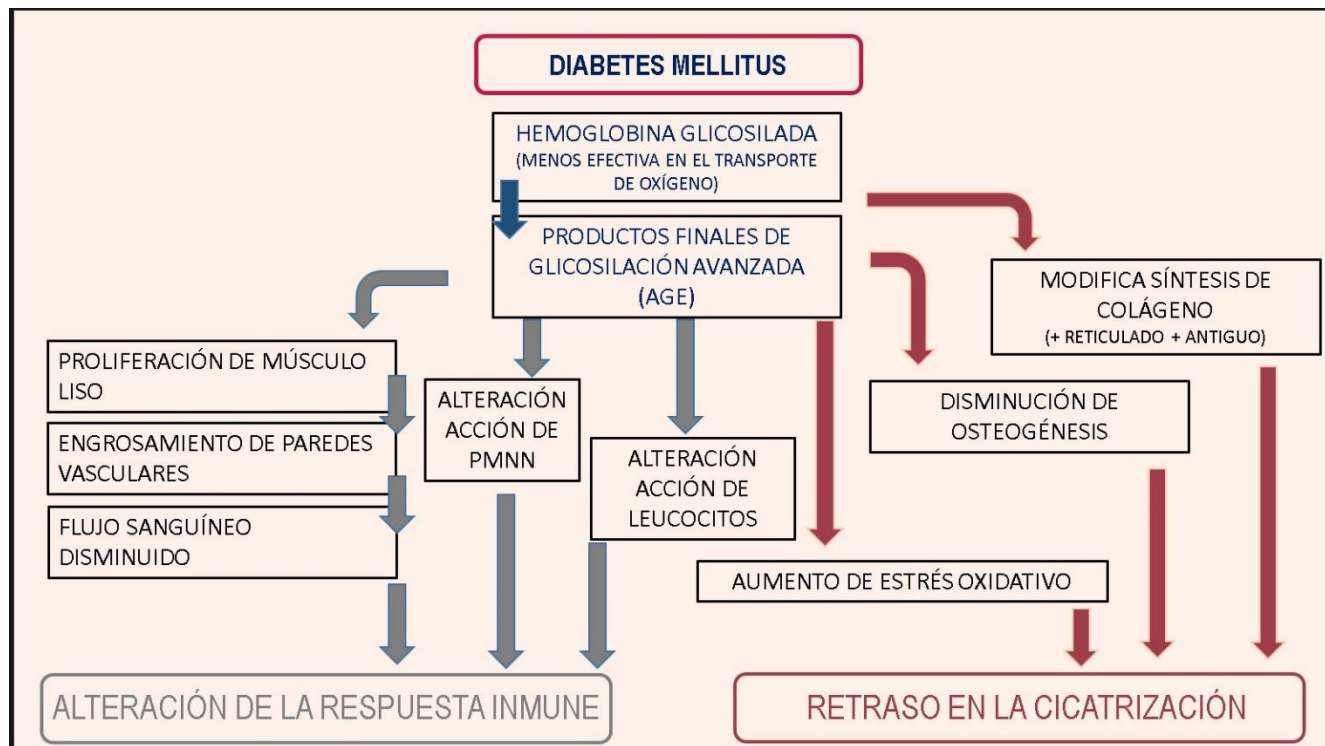 DIABETES MELLITUS
HEMOGLOBINA GLICOSILADA
(MENOS EFECTIVA EN EL TRANSPORTE
DE OXÍGENO)
PRODUCTOS FINALES DE
GLICOSILACIÓN AVANZADA
(AGE)
MODIFICA SÍNTESIS DE
COLÁGENO
(+ RETICULADO + ANTIGUO)
PROLIFERACIÓN DE MÚSCULO
LISO
ENGROSAMIENTO DE PAREDES
VASCULARES
FLUJO SANGUÍNEO
DISMINUIDO
ALTERACIÓN
ACCIÓN DE
PMNN
ALTERACIÓN
ACCIÓN DE
LEUCOCITOS
DISMINUCIÓN DE
OSTEOGÉNESIS
AUMENTO DE ESTRÉS OXIDATIVO
ALTERACIÓN DE LA RESPUESTA INMUNE
RETRASO EN LA CICATRIZACIÓN